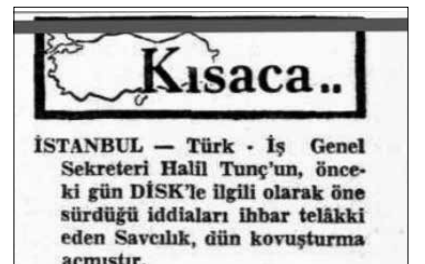 Kısaca..
İSTANBUL — Türk - İş Genel
Sekreteri Halil Tunç'un, önce-
ki gün DİSK'le ilgili olarak öne
sürdüğü iddiaları ihbar telâkki
eden Savcılık, dün kovuşturma
açmıştır.